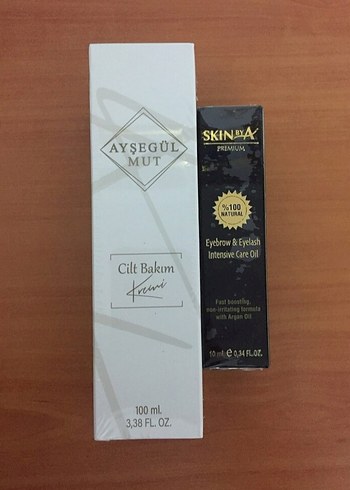 AYŞEGÜL
MUT
Cilt Bakım
Kremi
100 ml.
3,38 FL. OZ.
SKIN BY A
PREMIUM
%100
NATURAL
Eyebrow & Eyelash
Intensive Care Oil
Fast boosting,
non-irritating formula
with Argan Oil
10 ml. ℮ 0,34 FL.OZ.